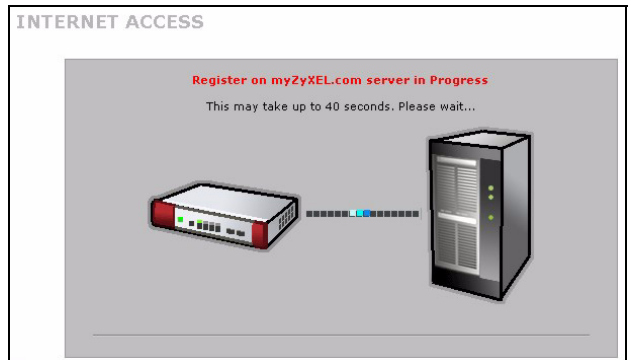 INTERNET ACCESS
Register on myZyXEL.com server in Progress
This may take up to 40 seconds. Please wait...